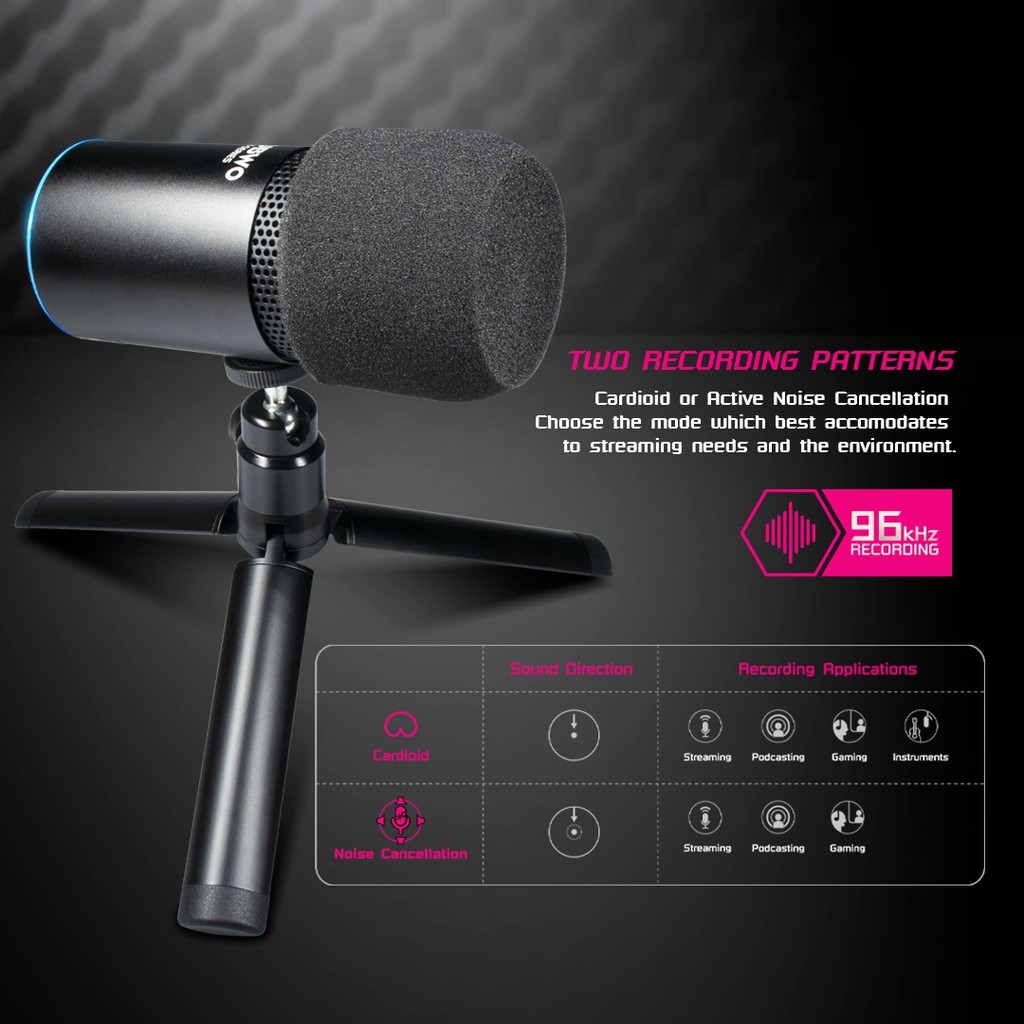 TWO RECORDING PATTERNS
Cardioid or Active Noise Cancellation
Choose the mode which best accomodates
to streaming needs and the environment.
96kHz
RECORDING
Sound Direction
Recording Applications
Cardioid
Streaming
Podcasting
Gaming
Instruments
Noise Cancellation
Streaming
Podcasting
Gaming